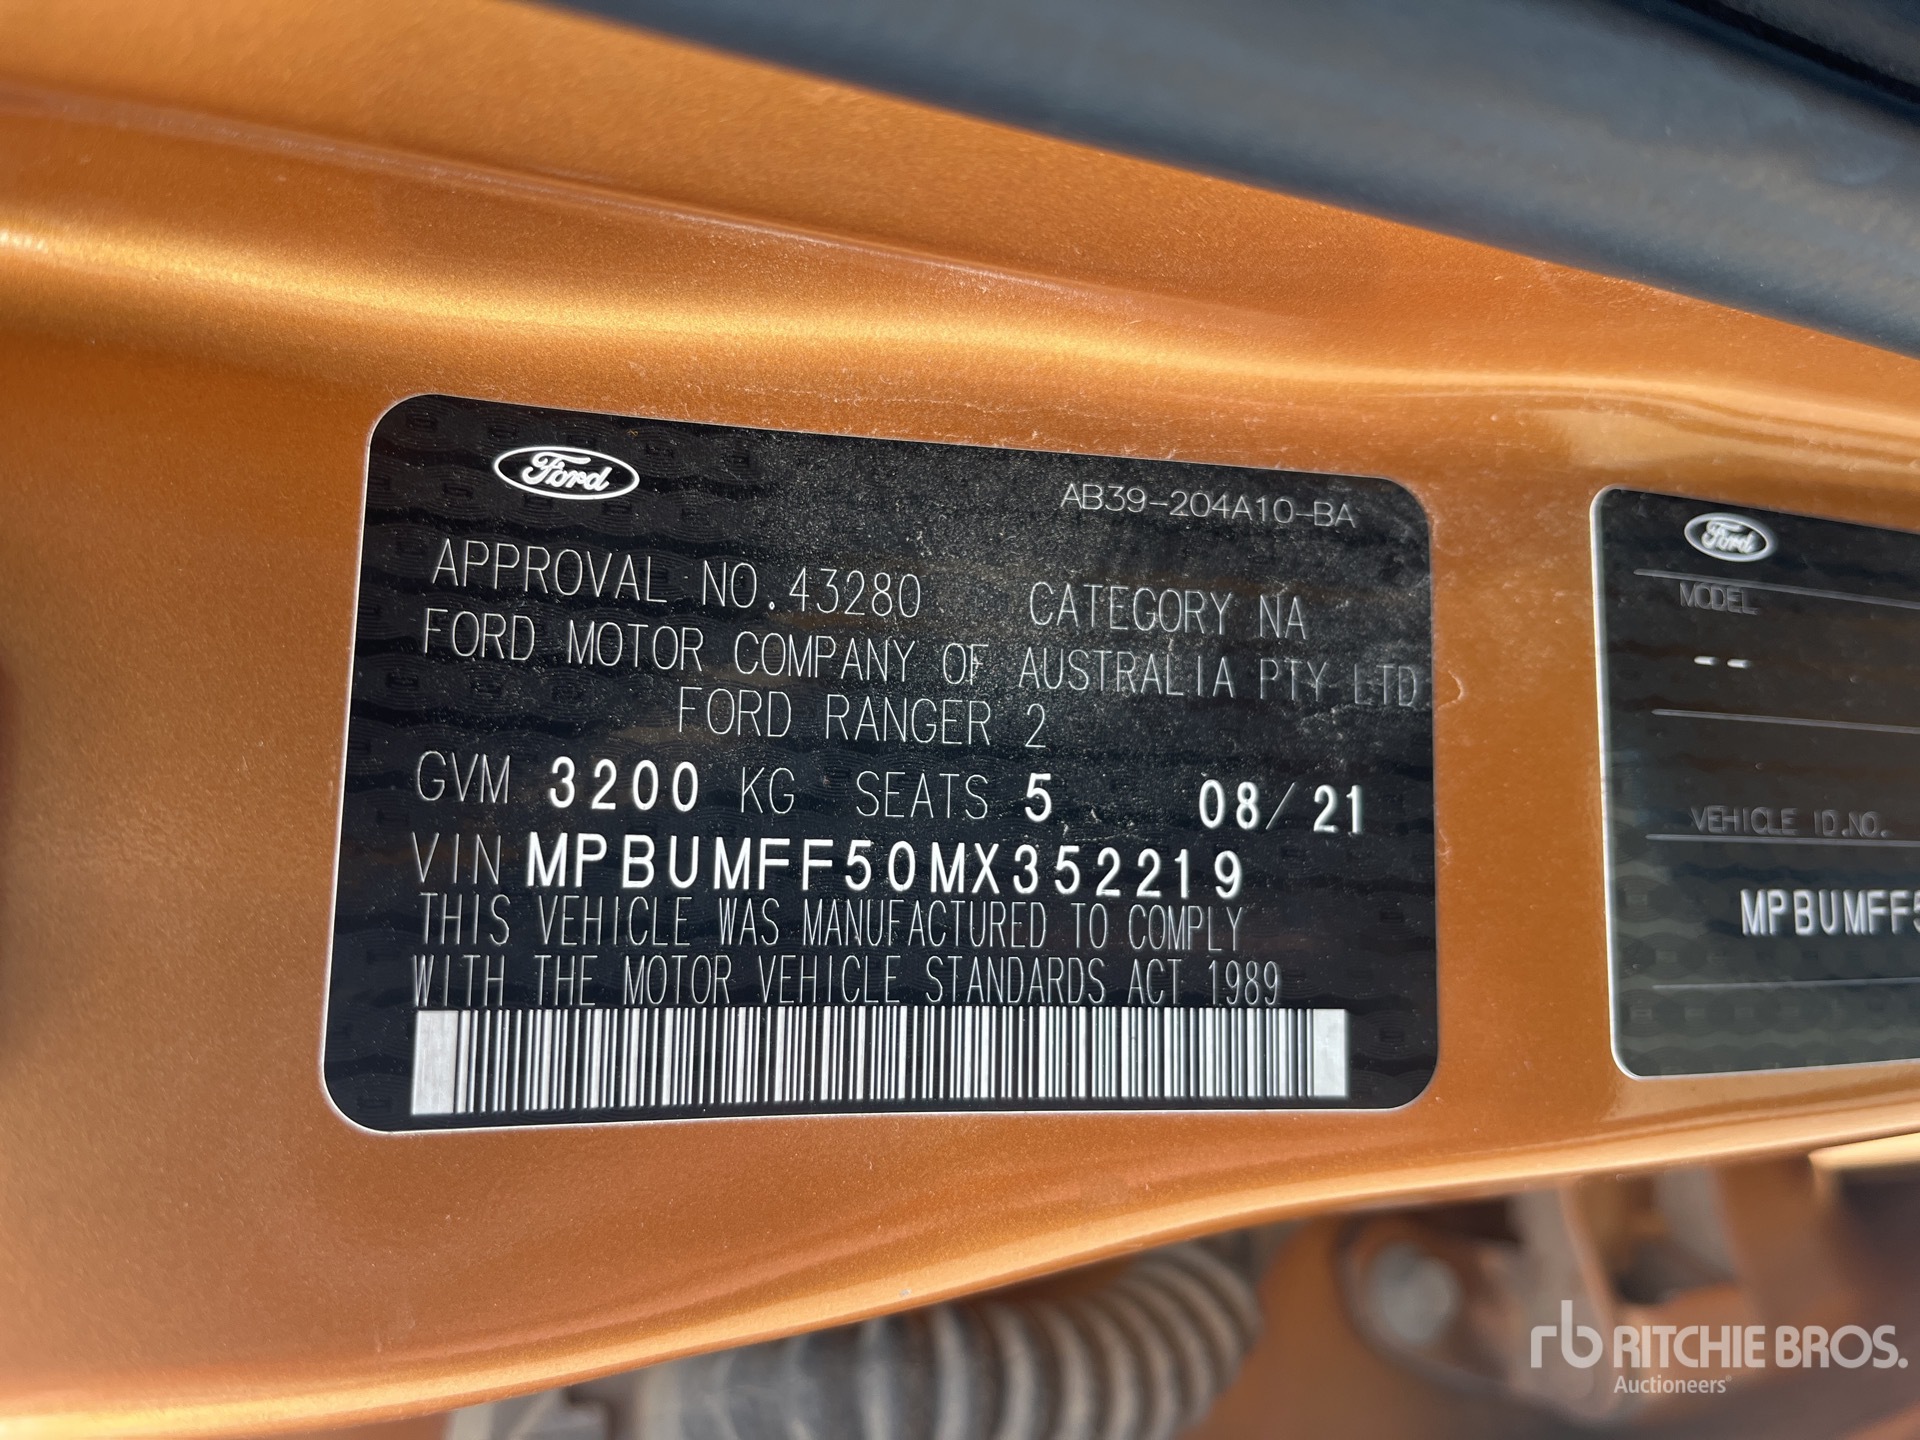 Ford
AB39-204A10-BA
APPROVAL NO.43280 CATEGORY NA
FORD MOTOR COMPANY OF AUSTRALIA PTY LTD
FORD RANGER 2
GVM 3200 KG SEATS 5 08/21
VIN MPBUMFF50MX352219
THIS VEHICLE WAS MANUFACTURED TO COMPLY
WITH THE MOTOR VEHICLE STANDARDS ACT 1989
Ford
MODEL
--
VEHICLE ID.NO.
MPBUMFF5
rb RITCHIE BROS.
Auctioneers